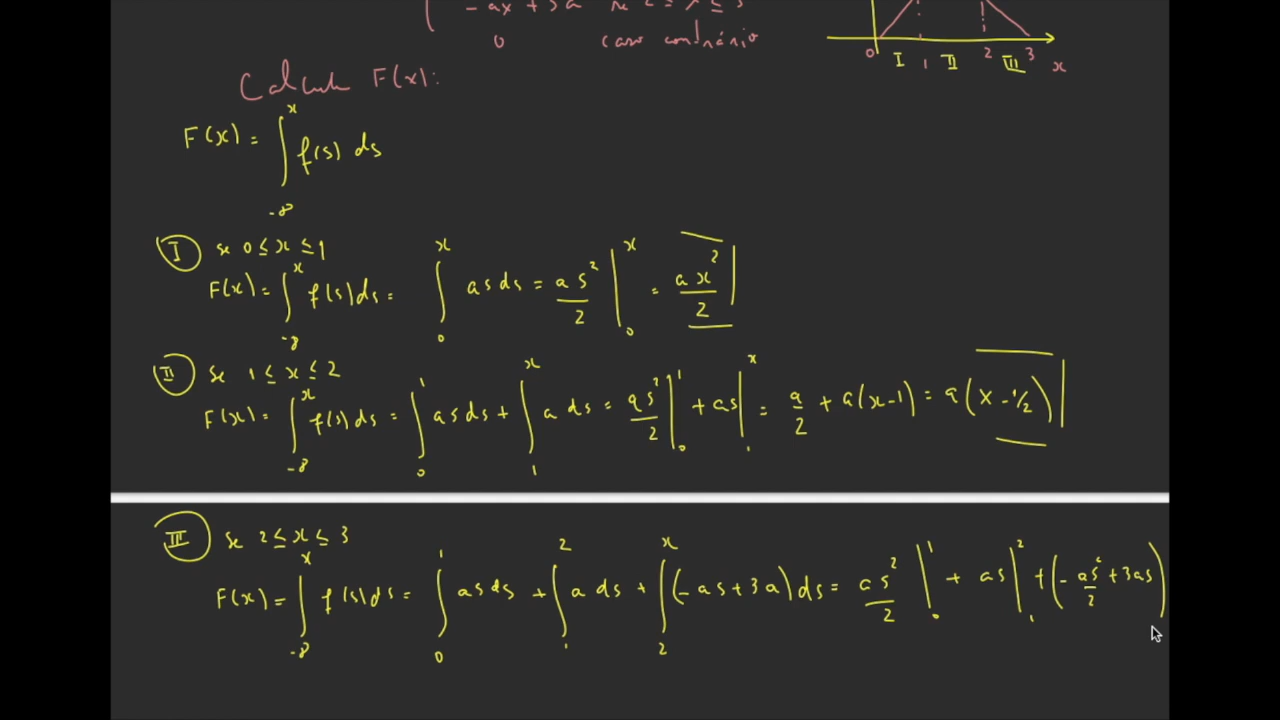 - ax + 3a se 2 ≤ x ≤ 3
0 caso contrário
0 I 1 II 2 III 3 x
Calcule F(x):
F(x) = ∫_{-∞}^{x} f(s) ds
I se 0 ≤ x ≤ 1
F(x) = ∫_{-∞}^{x} f(s) ds = ∫_{0}^{x} as ds = as²/2 |_{0}^{x} = ax²/2
II se 1 ≤ x ≤ 2
F(x) = ∫_{-∞}^{x} f(s) ds = ∫_{0}^{1} as ds + ∫_{1}^{x} a ds = as²/2 |_{0}^{1} + as |_{1}^{x} = a/2 + a(x-1) = a(x - 1/2)
III se 2 ≤ x ≤ 3
F(x) = ∫_{-∞}^{x} f(s) ds = ∫_{0}^{1} as ds + ∫_{1}^{2} a ds + ∫_{2}^{x} (-as + 3a) ds = as²/2 |_{0}^{1} + as |_{1}^{2} + (-as²/2 + 3as)